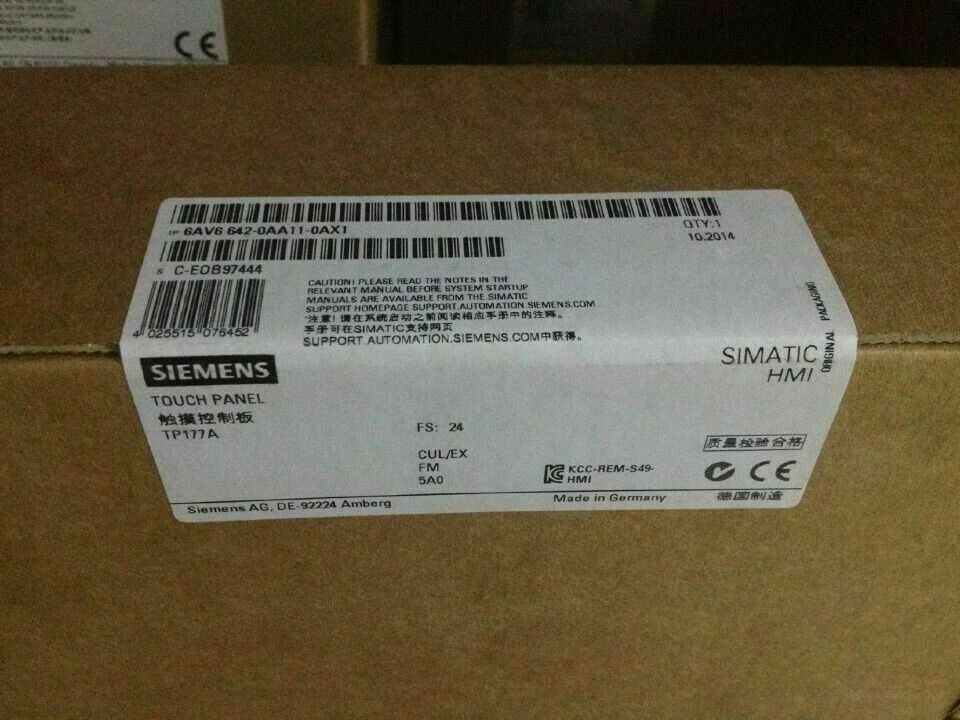 CE
1P 6AV6 642-0AA11-0AX1
QTY:1
10.2014
S C-E0B97444
4 025515 076452
CAUTION! PLEASE READ THE NOTES IN THE
RELEVANT MANUAL BEFORE SYSTEM STARTUP
MANUALS ARE AVAILABLE FROM THE SIMATIC
SUPPORT HOMEPAGE SUPPORT.AUTOMATION.SIEMENS.COM
注意! 请在系统启动之前阅读相应手册中的注释。
手册可在SIMATIC支持网页
SUPPORT.AUTOMATION.SIEMENS.COM中获得。
ORIGINAL PACKAGING
SIEMENS
SIMATIC
HMI
TOUCH PANEL
触摸控制板
TP177A
FS: 24
质量检验合格
CUL/EX
FM
5A0
KCC-REM-S49-
HMI
CE
Siemens AG, DE-92224 Amberg
Made in Germany
德国制造